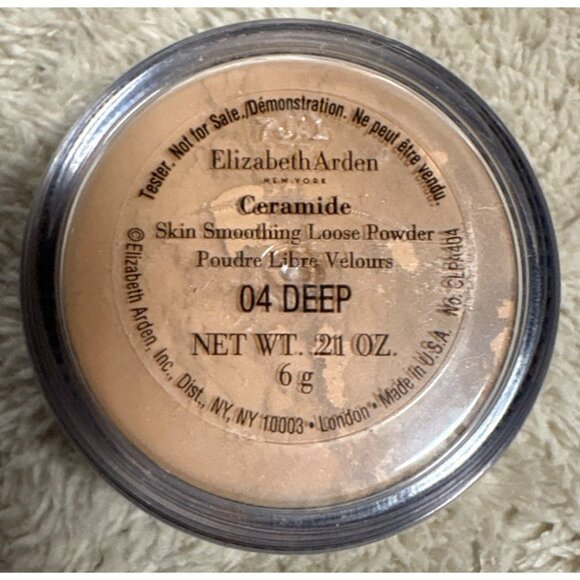 Tester. Not for Sale./Démonstration. Ne peut être vendu.
Elizabeth Arden
NEW YORK
Ceramide
Skin Smoothing Loose Powder
Poudre Libre Velours
04 DEEP
NET WT. .21 OZ.
6 g
©Elizabeth Arden, Inc., Dist., NY, NY 10003 • London • Made in U.S.A. No.